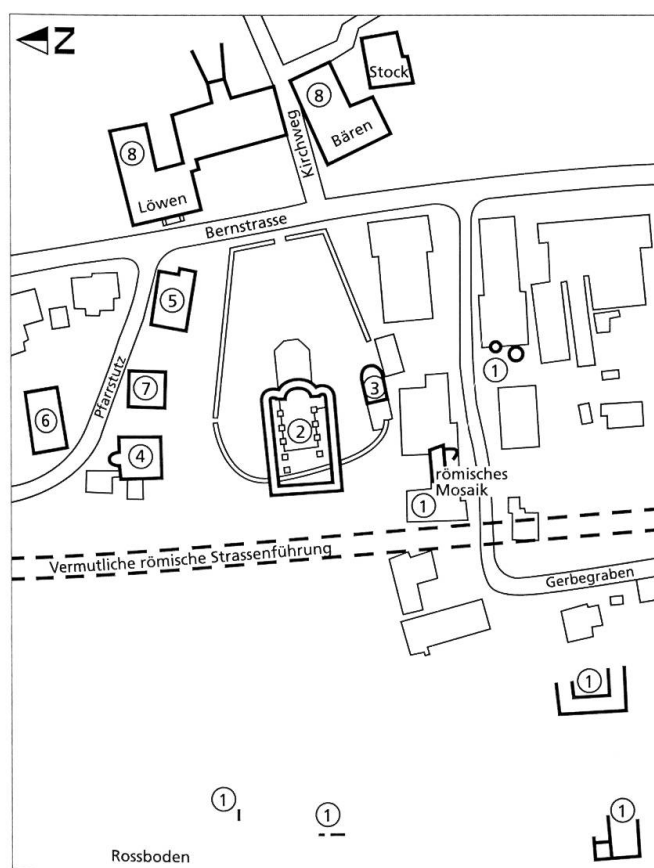 N
Stock
8
8
Bären
Kirchweg
Löwen
Bernstrasse
5
1
Pfarrstutz
7
3
6
2
4
römisches
Mosaik
1
Vermutliche römische Strassenführung
Gerbegraben
1
1
1
1
Rossboden